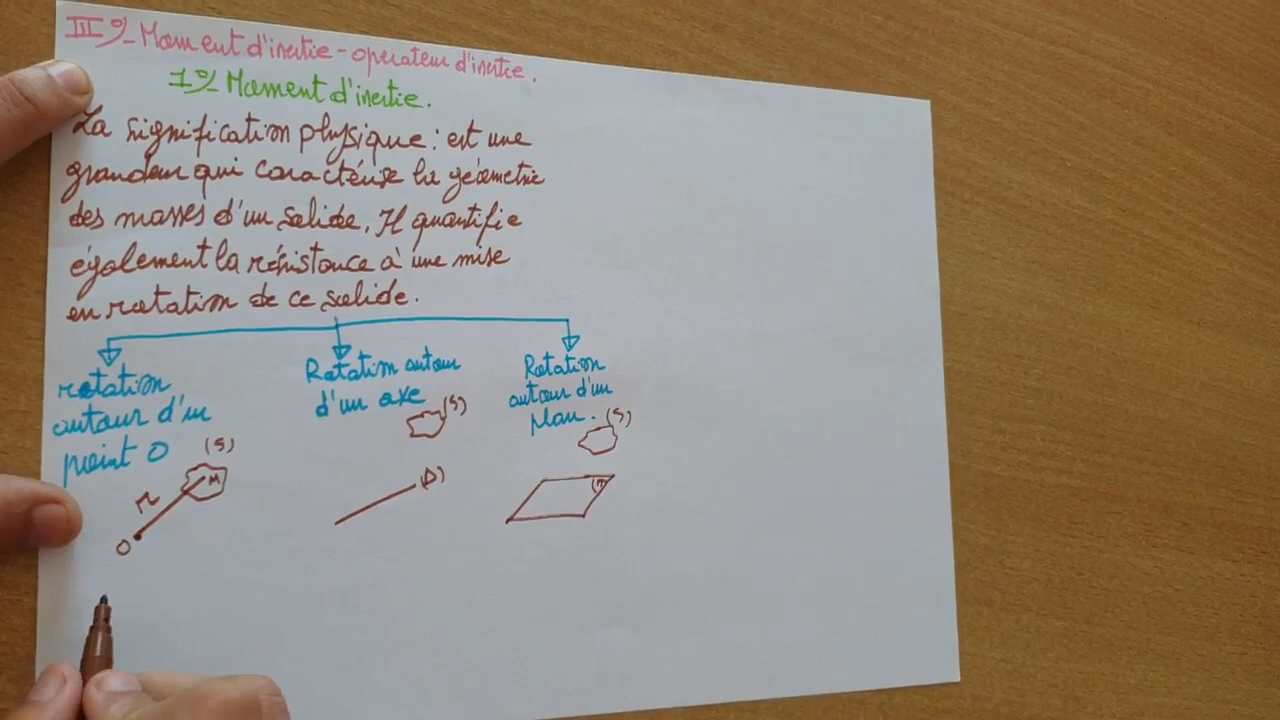 III°/- Moment d'inertie - operateur d'inertie.
1°/- Moment d'inertie.
La signification physique : est une
grandeur qui caractérise la géométrie
des masses d'un solide. Il quantifie
également la résistance à une mise
en rotation de ce solide.
rotation
autour d'un
point O
Rotation autour
d'un axe
Rotation
autour d'un
plan.
(S)
M
r
O
(S)
(Δ)
(S)
(π)